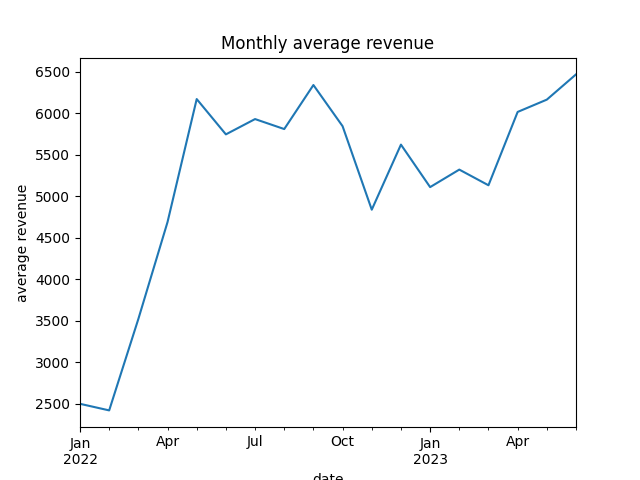 Monthly average revenue
average revenue
6500
6000
5500
5000
4500
4000
3500
3000
2500
Jan Apr Jul Oct Jan Apr
2022 2023
date